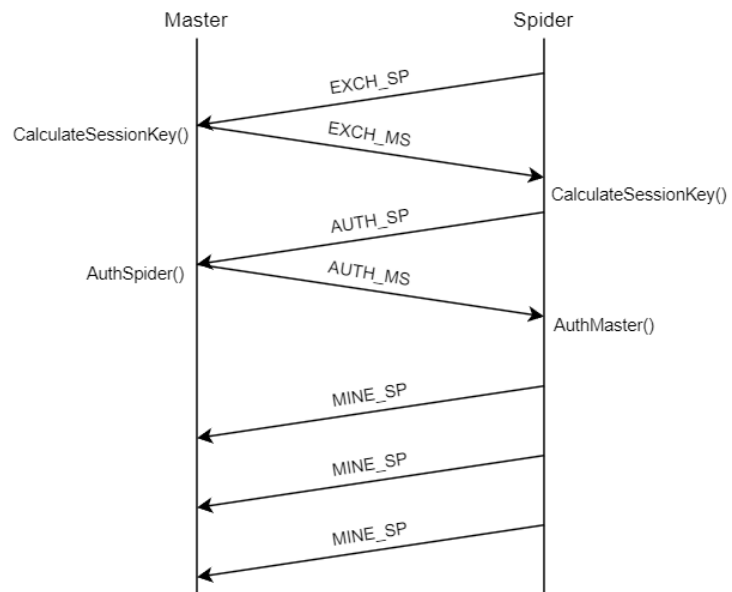 Master
Spider
EXCH_SP
CalculateSessionKey()
EXCH_MS
CalculateSessionKey()
AUTH_SP
AuthSpider()
AUTH_MS
AuthMaster()
MINE_SP
MINE_SP
MINE_SP